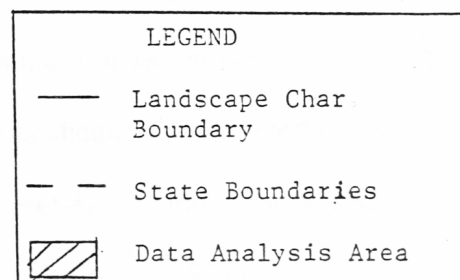 LEGEND
Landscape Char
Boundary
State Boundaries
Data Analysis Area